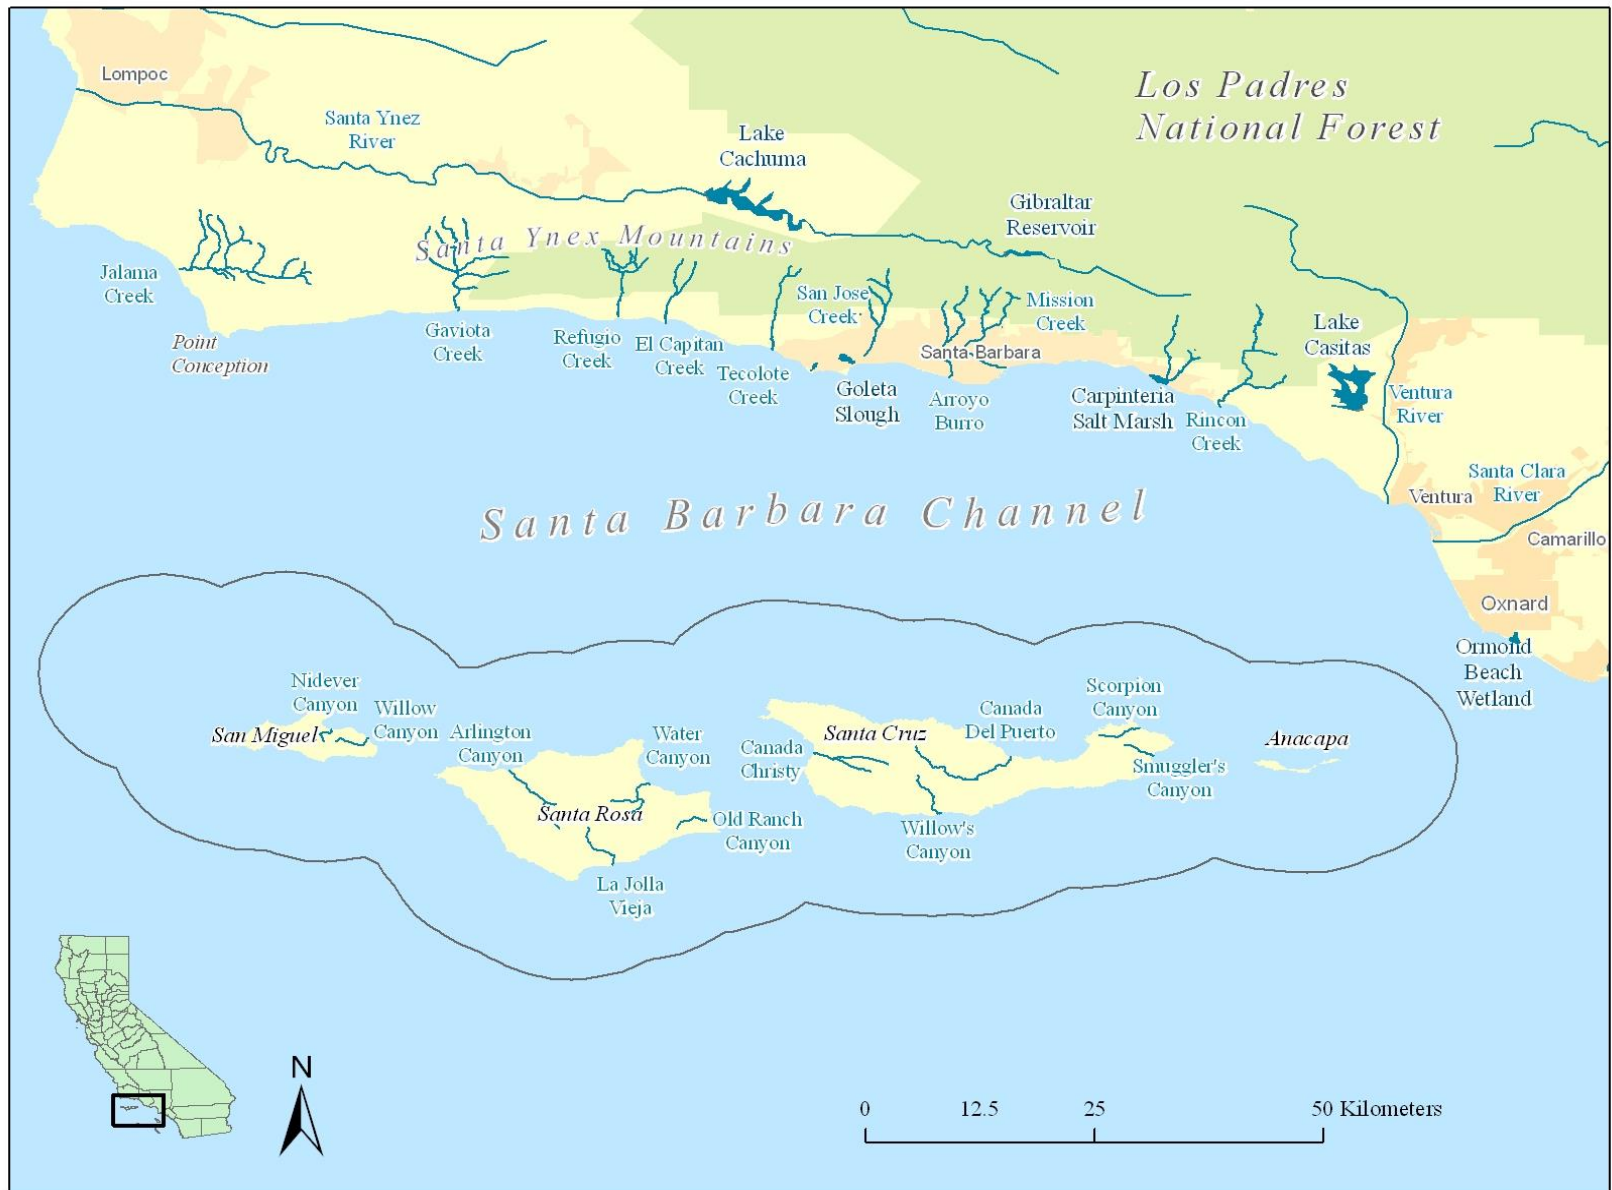 Lompoc
Los Padres
National Forest
Santa Ynez
River
Lake
Cachuma
Gibraltar
Reservoir
Santa Ynex Mountains
Jalama
Creek
Point
Conception
Gaviota
Creek
Refugio
Creek
El Capitan
Creek
Tecolote
Creek
San Jose
Creek
Goleta
Slough
Santa Barbara
Arroyo
Burro
Mission
Creek
Carpinteria
Salt Marsh
Rincon
Creek
Lake
Casitas
Ventura
River
Santa Clara
River
Ventura
Camarillo
Oxnard
Ormond
Beach
Wetland
Santa Barbara Channel
Nidever
Canyon
San Miguel
Willow
Canyon
Arlington
Canyon
Water
Canyon
Santa Rosa
Old Ranch
Canyon
La Jolla
Vieja
Canada
Christy
Santa Cruz
Canada
Del Puerto
Willow's
Canyon
Scorpion
Canyon
Smuggler's
Canyon
Anacapa
N
0 12.5 25 50 Kilometers